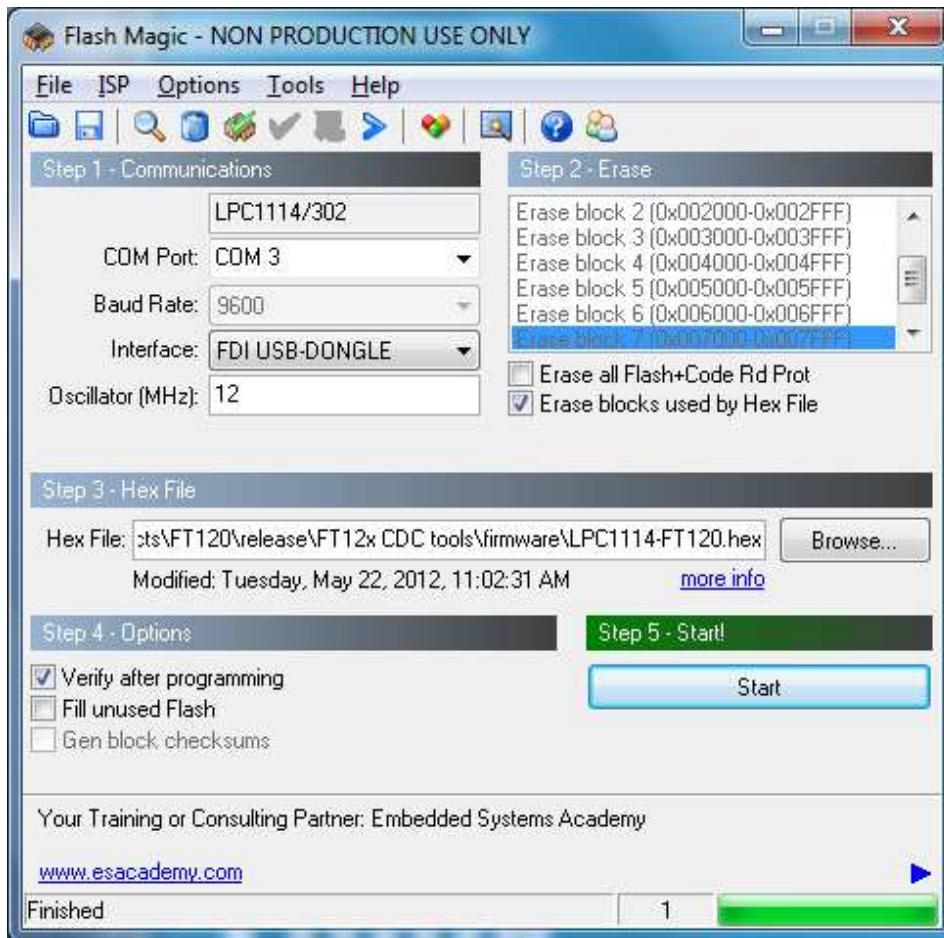 Flash Magic - NON PRODUCTION USE ONLY
File ISP Options Tools Help
Step 1 - Communications
LPC1114/302
COM Port: COM 3
Baud Rate: 9600
Interface: FDI USB-DONGLE
Oscillator (MHz): 12
Step 2 - Erase
Erase block 2 (0x002000-0x002FFF)
Erase block 3 (0x003000-0x003FFF)
Erase block 4 (0x004000-0x004FFF)
Erase block 5 (0x005000-0x005FFF)
Erase block 6 (0x006000-0x006FFF)
Erase block 7 (0x007000-0x007FFF)
Erase all Flash+Code Rd Prot
Erase blocks used by Hex File
Step 3 - Hex File
Hex File: cts\FT120\release\FT12x CDC tools\firmware\LPC1114-FT120.hex Browse...
Modified: Tuesday, May 22, 2012, 11:02:31 AM more info
Step 4 - Options
Verify after programming
Fill unused Flash
Gen block checksums
Step 5 - Start!
Start
Your Training or Consulting Partner: Embedded Systems Academy
www.esacademy.com
Finished 1